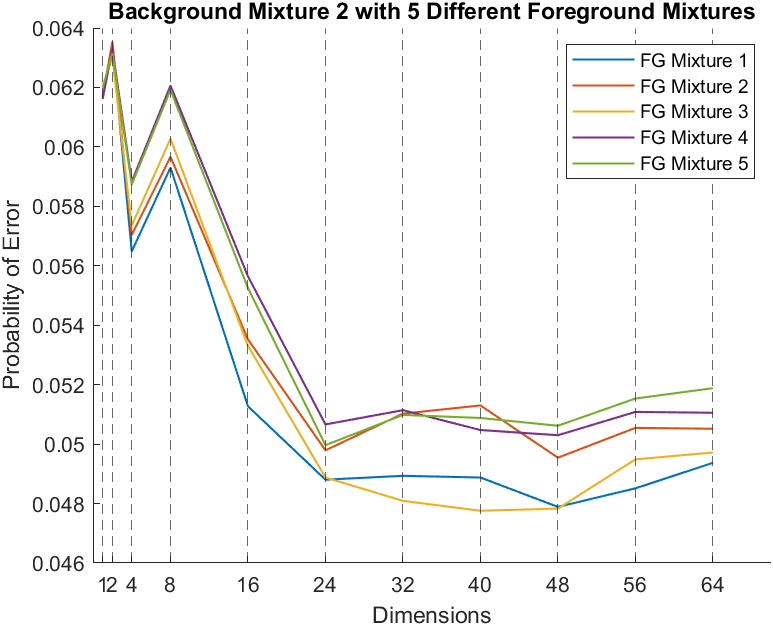 Background Mixture 2 with 5 Different Foreground Mixtures
FG Mixture 1
FG Mixture 2
FG Mixture 3
FG Mixture 4
FG Mixture 5
Probability of Error
0.064
0.062
0.06
0.058
0.056
0.054
0.052
0.05
0.048
0.046
1 2 4 8 16 24 32 40 48 56 64
Dimensions